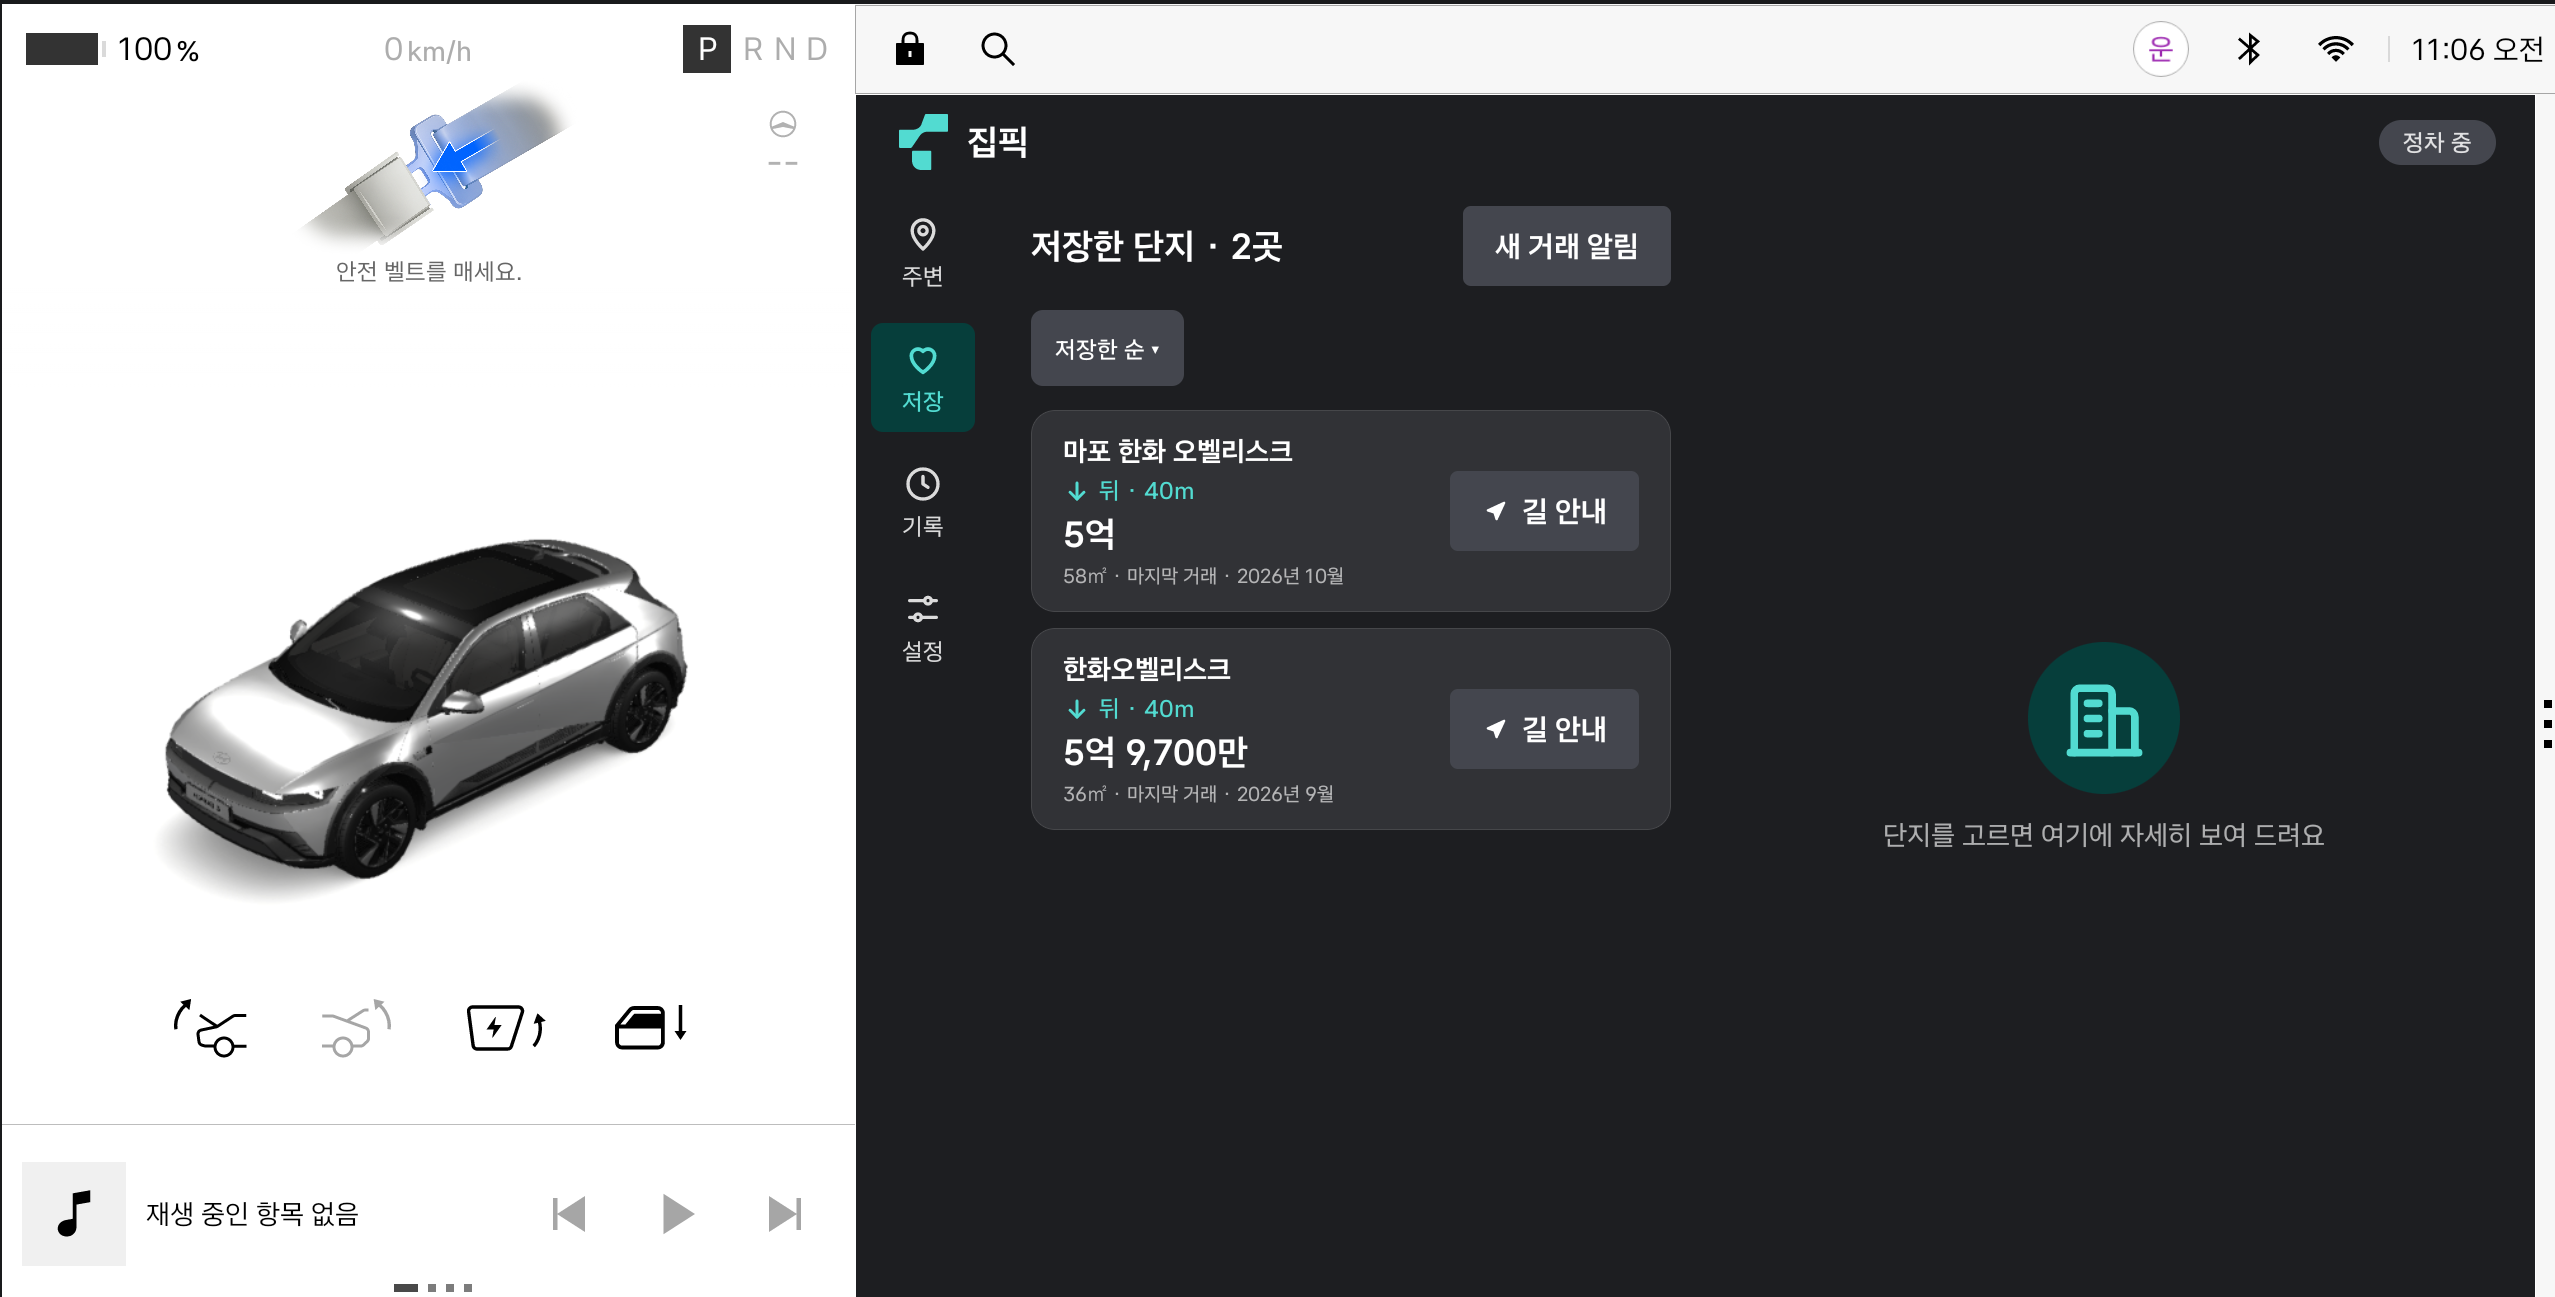 100%
0km/h
P R N D
안전 벨트를 매세요.
--
재생 중인 항목 없음
운
11:06 오전
집픽
정차 중
주변
저장
기록
설정
저장한 단지 · 2곳
새 거래 알림
저장한 순 ▾
마포 한화 오벨리스크
↓ 뒤 · 40m
5억
58㎡ · 마지막 거래 · 2026년 10월
길 안내
한화오벨리스크
↓ 뒤 · 40m
5억 9,700만
36㎡ · 마지막 거래 · 2026년 9월
길 안내
단지를 고르면 여기에 자세히 보여 드려요